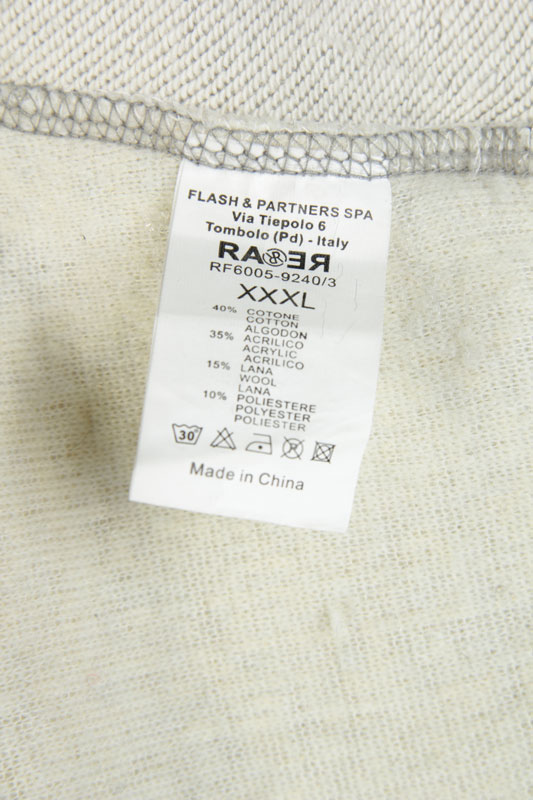 FLASH & PARTNERS SPA
Via Tiepolo 6
Tombolo (Pd) - Italy
RF6005-9240/3
XXXL
40% COTONE
COTTON
ALGODON
35% ACRILICO
ACRYLIC
ACRILICO
15% LANA
WOOL
LANA
10% POLIESTERE
POLYESTER
POLIESTER
30
Made in China